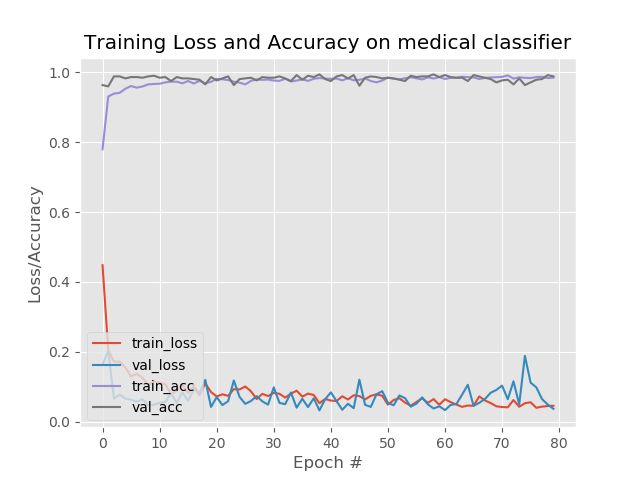 Training Loss and Accuracy on medical classifier
1.0
0.8
0.6
0.4
0.2
0.0
Loss/Accuracy
train_loss
val_loss
train_acc
val_acc
0 10 20 30 40 50 60 70 80
Epoch #